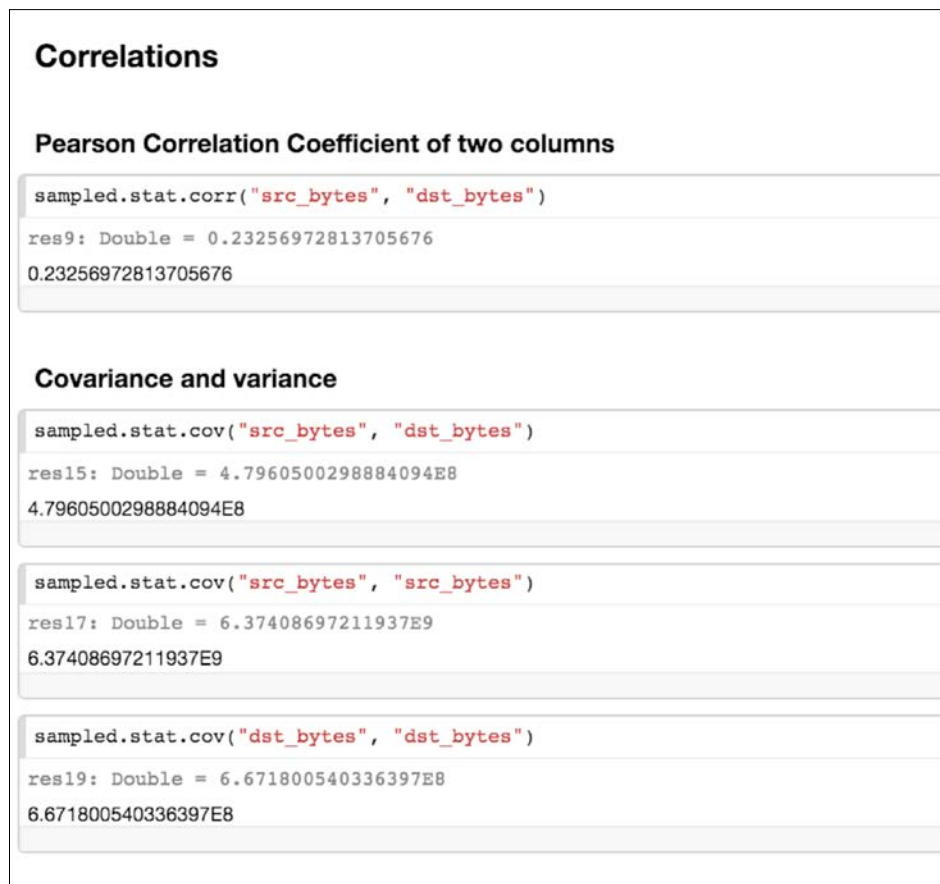 Correlations
Pearson Correlation Coefficient of two columns
sampled.stat.corr("src_bytes", "dst_bytes")
res9: Double = 0.23256972813705676
0.23256972813705676
Covariance and variance
sampled.stat.cov("src_bytes", "dst_bytes")
res15: Double = 4.7960500298884094E8
4.7960500298884094E8
sampled.stat.cov("src_bytes", "src_bytes")
res17: Double = 6.37408697211937E9
6.37408697211937E9
sampled.stat.cov("dst_bytes", "dst_bytes")
res19: Double = 6.6718005403363​97E8
6.671800540336397E8